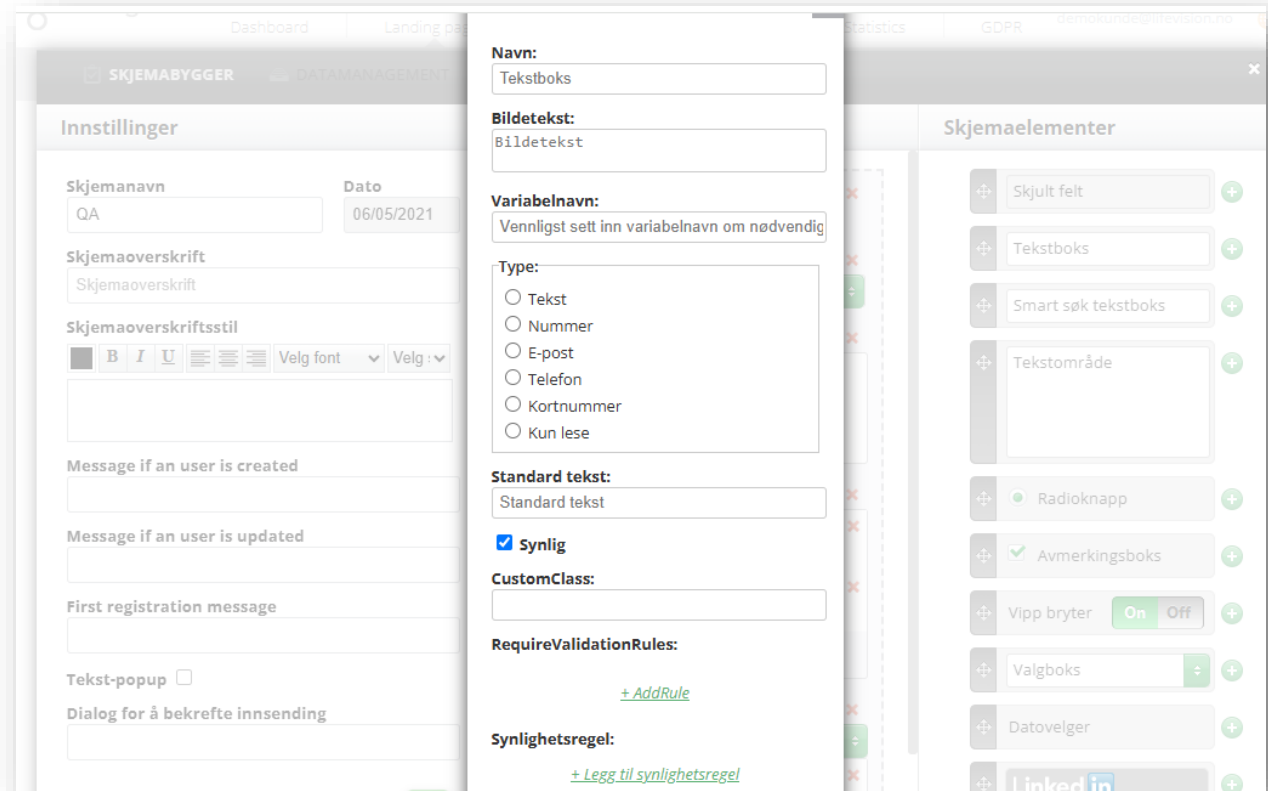 Dashboard
Landing pa
Statistics
GDPR
demokunde@litevision.no
SKJEMABYGGER
DATAMANAGEMENT
Innstillinger
Skjemanavn
Dato
QA
06/05/2021
Skjemaoverskrift
Skjemaoverskrift
Skjemaoverskriftsstil
B I U
Velg font
Velg
Message if an user is created
Message if an user is updated
First registration message
Tekst-popup
Dialog for å bekrefte innsending
Navn:
Tekstboks
Bildetekst:
Bildetekst
Variabelnavn:
Vennligst sett inn variabelnavn om nødvendig
Type:
Tekst
Nummer
E-post
Telefon
Kortnummer
Kun lese
Standard tekst:
Standard tekst
Synlig
CustomClass:
RequireValidationRules:
+ AddRule
Synlighetsregel:
+ Legg til synlighetsregel
Skjemaelementer
Skjult felt
Tekstboks
Smart søk tekstboks
Tekstområde
Radioknapp
Avmerkingsboks
Vipp bryter
On Off
Valgboks
Datovelger
Linked in